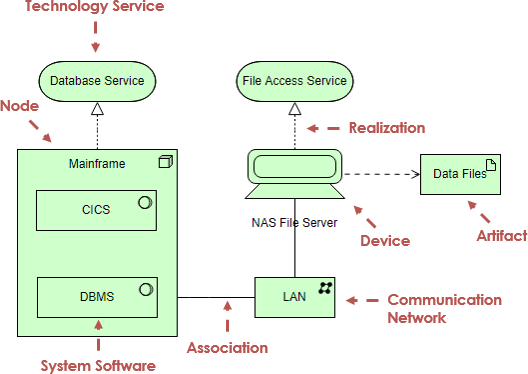 Technology Service
Database Service
File Access Service
Node
Realization
Mainframe
Data Files
CICS
NAS File Server
Device
Artifact
DBMS
LAN
Communication
Network
Association
System Software